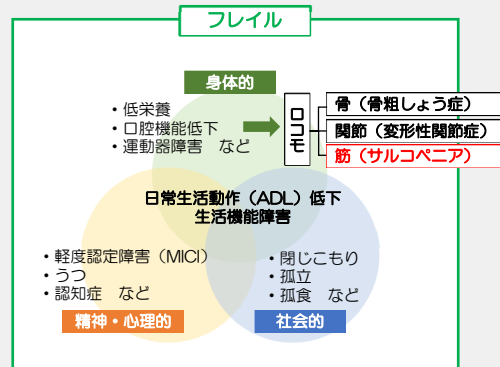 フレイル
身体的
・低栄養
・口腔機能低下
・運動器障害　など
ロコモ
骨（骨粗しょう症）
関節（変形性関節症）
筋（サルコペニア）
日常生活動作（ADL）低下
生活機能障害
・軽度認定障害（MICI）
・うつ
・認知症　など
精神・心理的
・閉じこもり
・孤立
・孤食　など
社会的